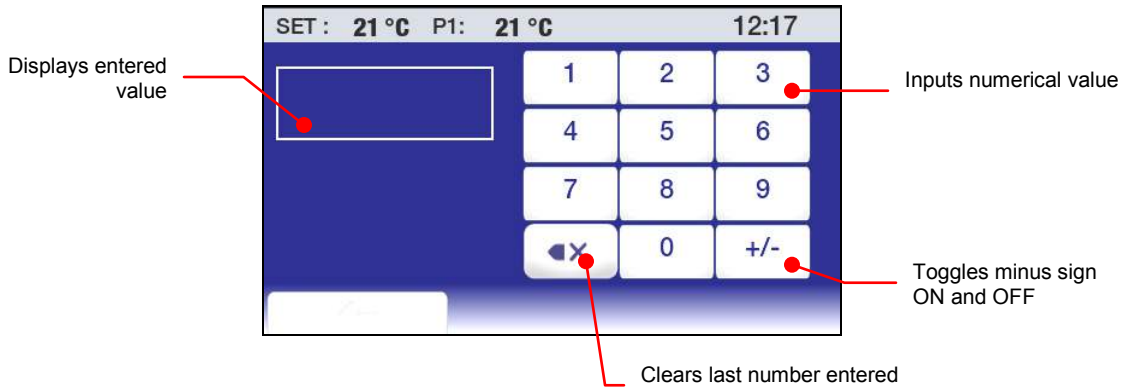 SET : 21 °C P1: 21 °C 12:17
Displays entered
value
1 2 3
Inputs numerical value
4 5 6
7 8 9
0 +/-
Toggles minus sign
ON and OFF
Clears last number entered